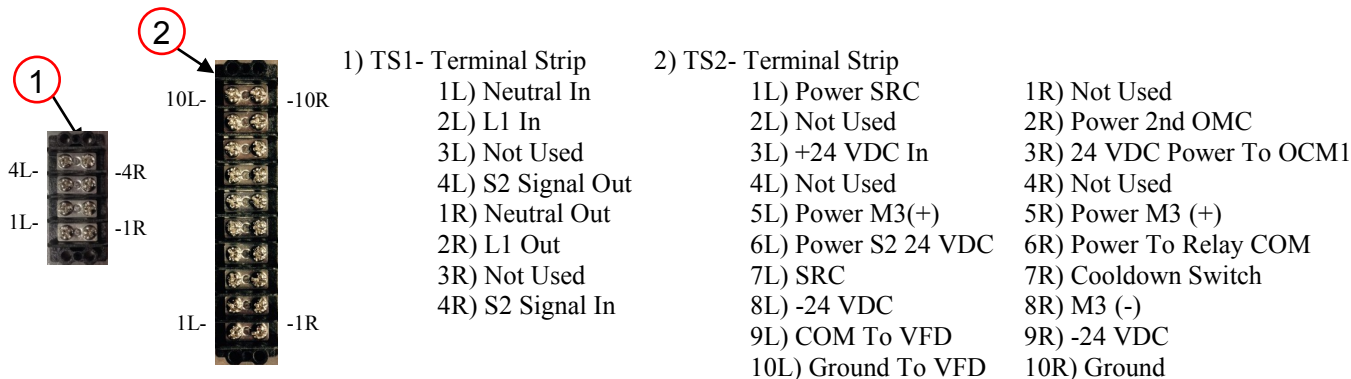 2
1
10L-
-10R
4L-
-4R
1L-
-1R
1L-
-1R
1) TS1- Terminal Strip
1L) Neutral In
2L) L1 In
3L) Not Used
4L) S2 Signal Out
1R) Neutral Out
2R) L1 Out
3R) Not Used
4R) S2 Signal In
2) TS2- Terminal Strip
1L) Power SRC
2L) Not Used
3L) +24 VDC In
4L) Not Used
5L) Power M3(+)
6L) Power S2 24 VDC
7L) SRC
8L) -24 VDC
9L) COM To VFD
10L) Ground To VFD
1R) Not Used
2R) Power 2nd OMC
3R) 24 VDC Power To OCM1
4R) Not Used
5R) Power M3 (+)
6R) Power To Relay COM
7R) Cooldown Switch
8R) M3 (-)
9R) -24 VDC
10R) Ground